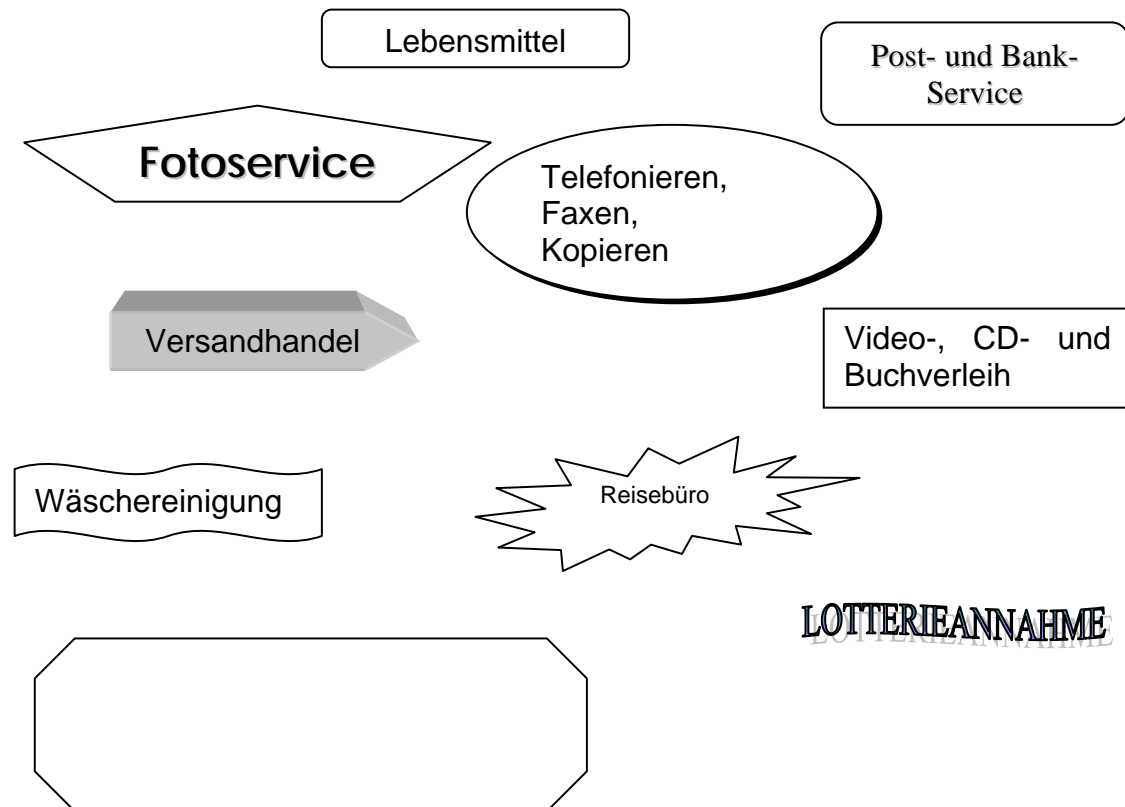 Lebensmittel
Post- und Bank-
Service
Fotoservice
Telefonieren,
Faxen,
Kopieren
Versandhandel
Video-, CD- und
Buchverleih
Wäschereinigung
Reisebüro
LOTTERIEANNAHME